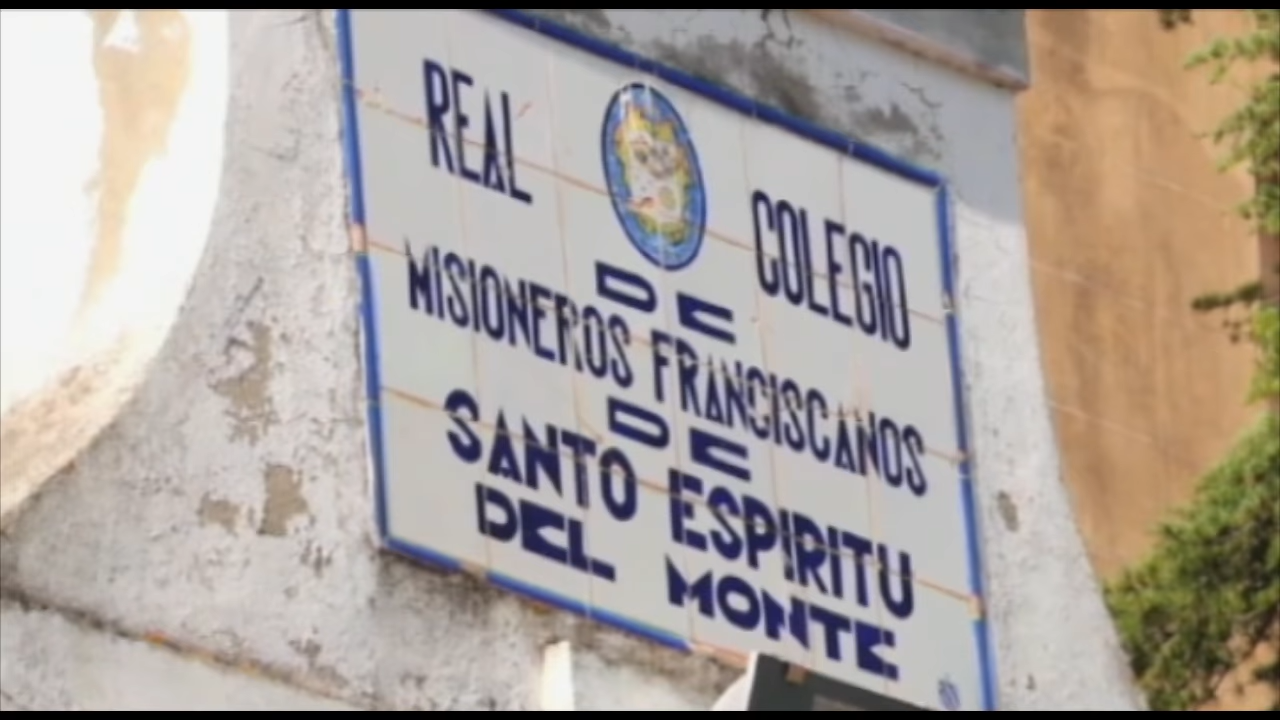 REAL COLEGIO
DE
MISIONEROS FRANCISCANOS
DE
SANTO ESPIRITU
DEL MONTE